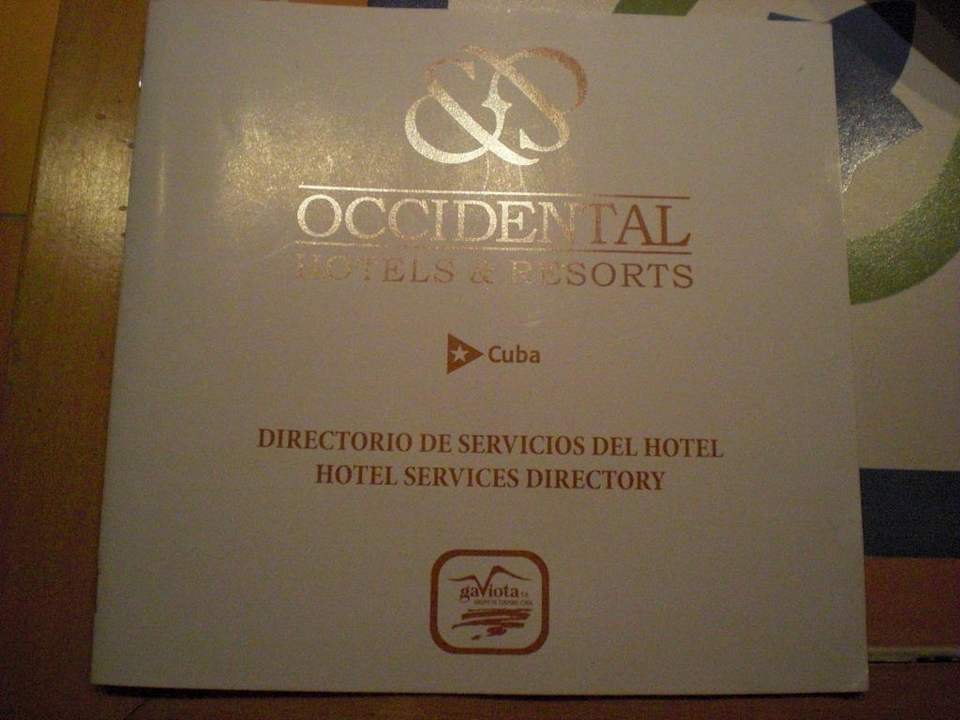 OCCIDENTAL
HOTELS & RESORTS
Cuba
DIRECTORIO DE SERVICIOS DEL HOTEL
HOTEL SERVICES DIRECTORY
gaviota S.A.